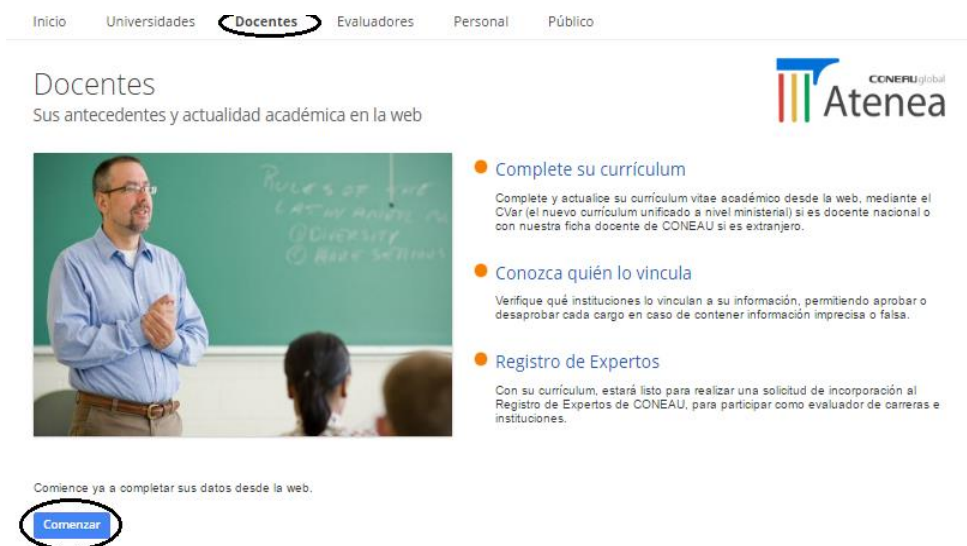 Inicio Universidades Docentes Evaluadores Personal Público
Docentes
Sus antecedentes y actualidad académica en la web
CONEAU global
Atenea
RULES OF THE
LATIN
DIVERSITY
Complete su currículum
Complete y actualice su currículum vitae académico desde la web, mediante el
CVar (el nuevo currículum unificado a nivel ministerial) si es docente nacional o
con nuestra ficha docente de CONEAU si es extranjero.
Conozca quién lo vincula
Verifique qué instituciones lo vinculan a su información, permitiendo aprobar o
desaprobar cada cargo en caso de contener información imprecisa o falsa.
Registro de Expertos
Con su currículum, estará listo para realizar una solicitud de incorporación al
Registro de Expertos de CONEAU, para participar como evaluador de carreras e
instituciones.
Comience ya a completar sus datos desde la web.
Comenzar